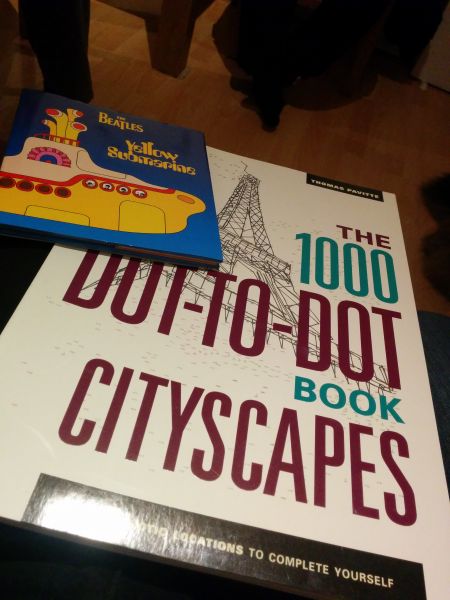 THE
BEATLES
Yellow
Submarine
THOMAS PAVITTE
THE
1000
DOT-TO-DOT
BOOK
CITYSCAPES
LOCATIONS TO COMPLETE YOURSELF